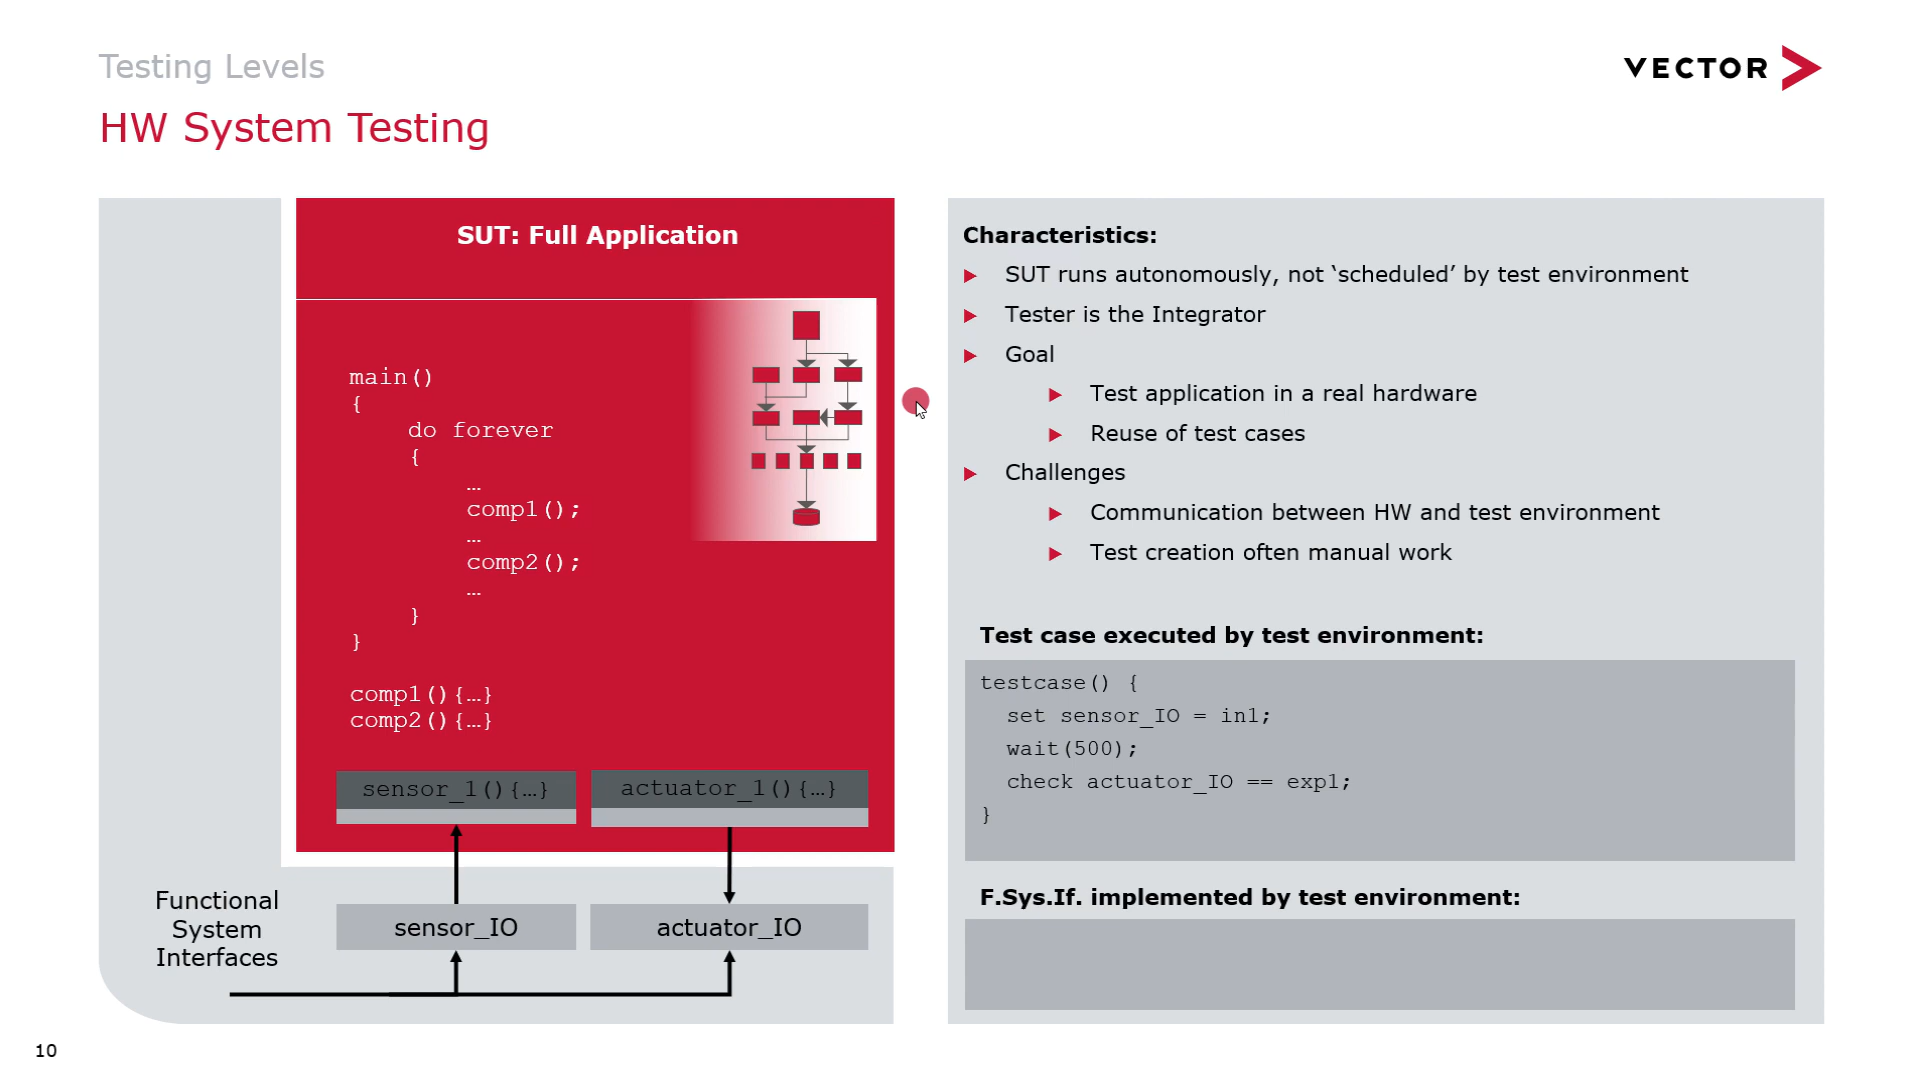 Testing Levels
VECTOR
HW System Testing
SUT: Full Application
main()
{
do forever
{
…
comp1();
…
comp2();
…
}
}
comp1(){…}
comp2(){…}
sensor_1(){…}
actuator_1(){…}
Functional
System
Interfaces
sensor_IO
actuator_IO
Characteristics:
SUT runs autonomously, not ‘scheduled’ by test environment
Tester is the Integrator
Goal
Test application in a real hardware
Reuse of test cases
Challenges
Communication between HW and test environment
Test creation often manual work
Test case executed by test environment:
testcase() {
set sensor_IO = in1;
wait(500);
check actuator_IO == exp1;
}
F.Sys.If. implemented by test environment:
10